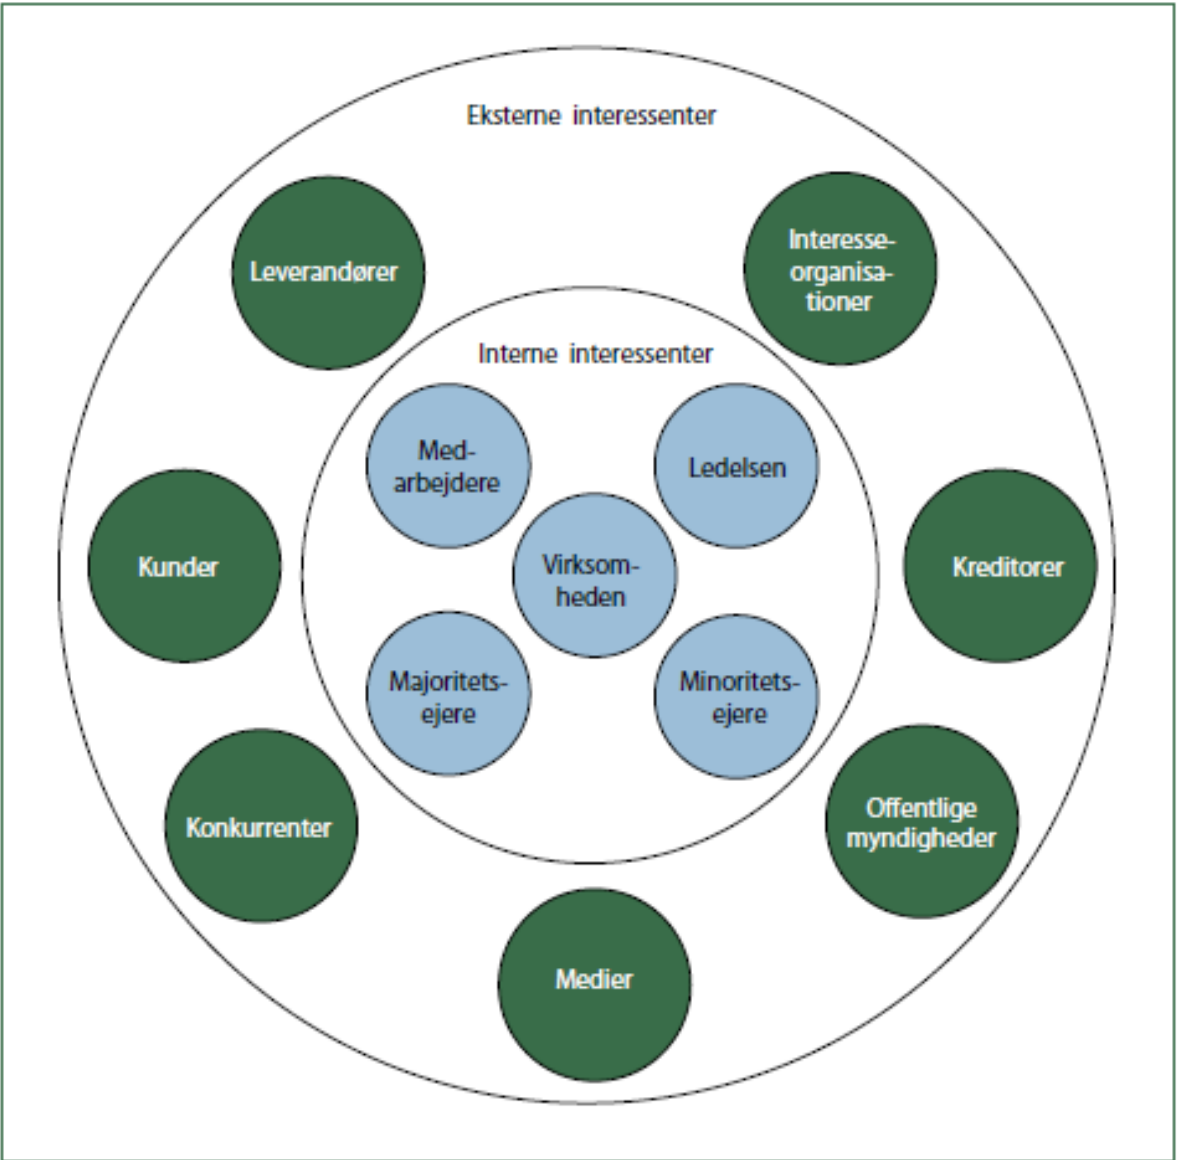 Eksterne interessenter
Leverandører
Interesse-
organisa-
tioner
Interne interessenter
Med-
arbejdere
Ledelsen
Virksom-
heden
Kunder
Kreditorer
Majoritets-
ejere
Minoritets-
ejere
Konkurrenter
Offentlige
myndigheder
Medier